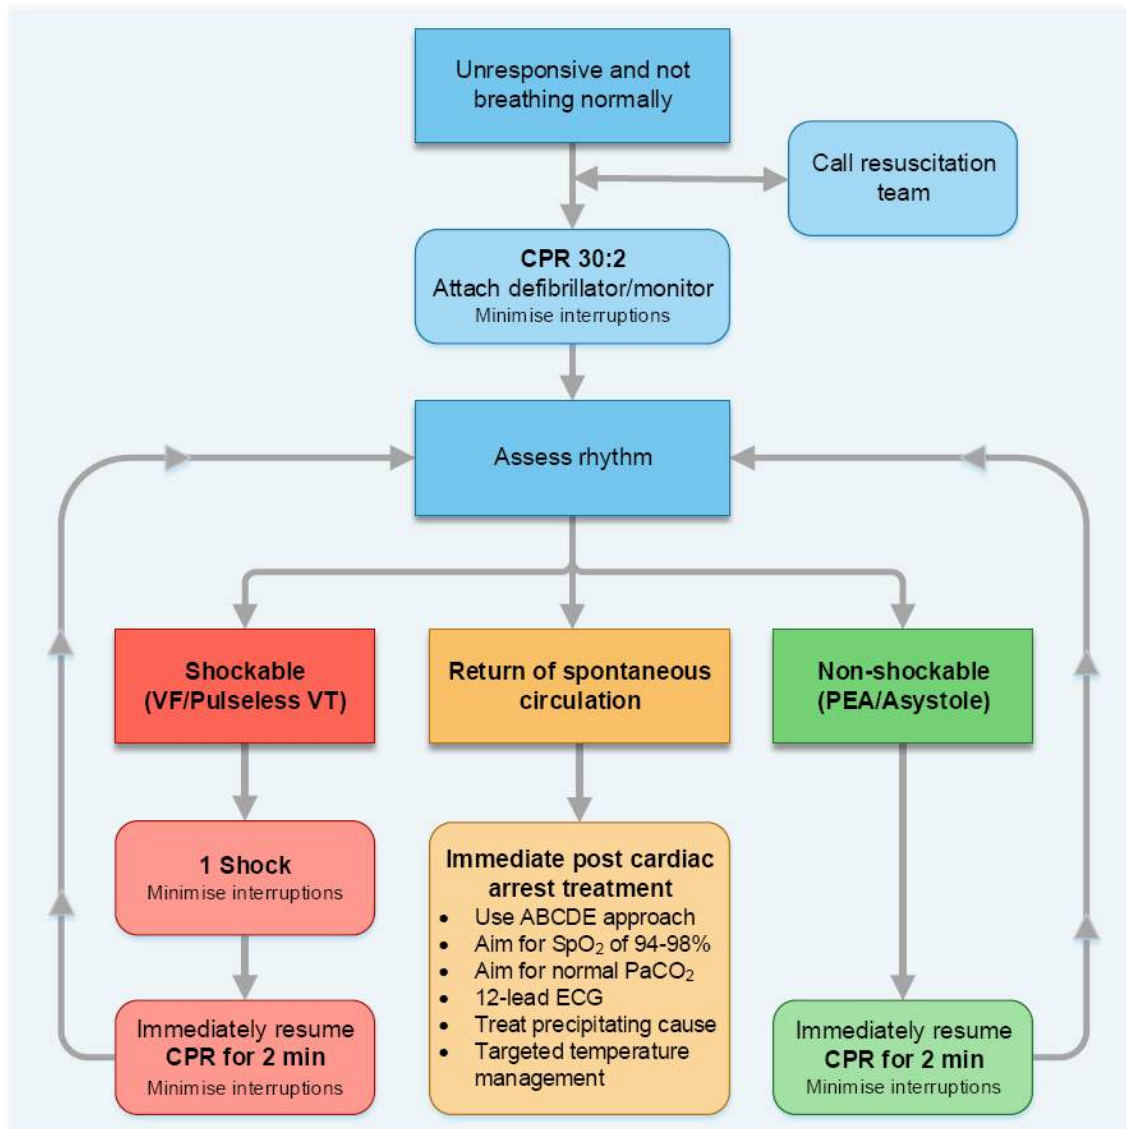 Unresponsive and not
breathing normally
Call resuscitation
team
CPR 30:2
Attach defibrillator/monitor
Minimise interruptions
Assess rhythm
Shockable
(VF/Pulseless VT)
Return of spontaneous
circulation
Non-shockable
(PEA/Asystole)
1 Shock
Minimise interruptions
Immediate post cardiac
arrest treatment
• Use ABCDE approach
• Aim for SpO₂ of 94-98%
• Aim for normal PaCO₂
• 12-lead ECG
• Treat precipitating cause
• Targeted temperature
management
Immediately resume
CPR for 2 min
Minimise interruptions
Immediately resume
CPR for 2 min
Minimise interruptions